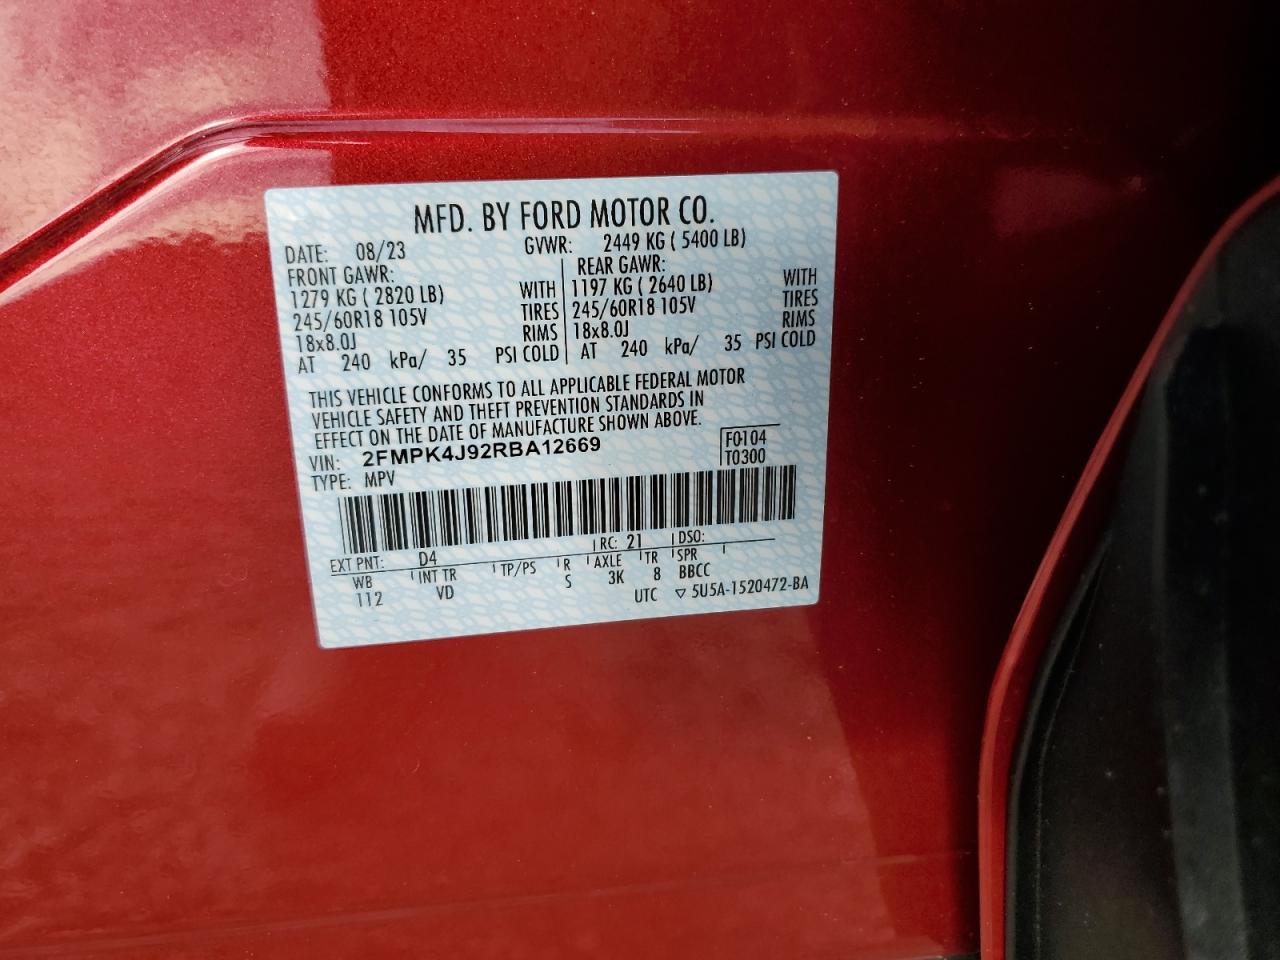 MFD. BY FORD MOTOR CO.
DATE: 08/23 GVWR: 2449 KG ( 5400 LB)
FRONT GAWR: REAR GAWR:
1279 KG ( 2820 LB) WITH 1197 KG ( 2640 LB) WITH
245/60R18 105V TIRES 245/60R18 105V TIRES
18x8.0J RIMS 18x8.0J RIMS
AT 240 kPa/ 35 PSI COLD AT 240 kPa/ 35 PSI COLD
THIS VEHICLE CONFORMS TO ALL APPLICABLE FEDERAL MOTOR
VEHICLE SAFETY AND THEFT PREVENTION STANDARDS IN
EFFECT ON THE DATE OF MANUFACTURE SHOWN ABOVE.
VIN: 2FMPK4J92RBA12669 F0104
TYPE: MPV T0300
EXT PNT: D4 RC: 21 DSO:
WB INT TR TP/PS R AXLE TR SPR
112 VD S 3K 8 BBCC
UTC ▽ 5U5A-1520472-BA